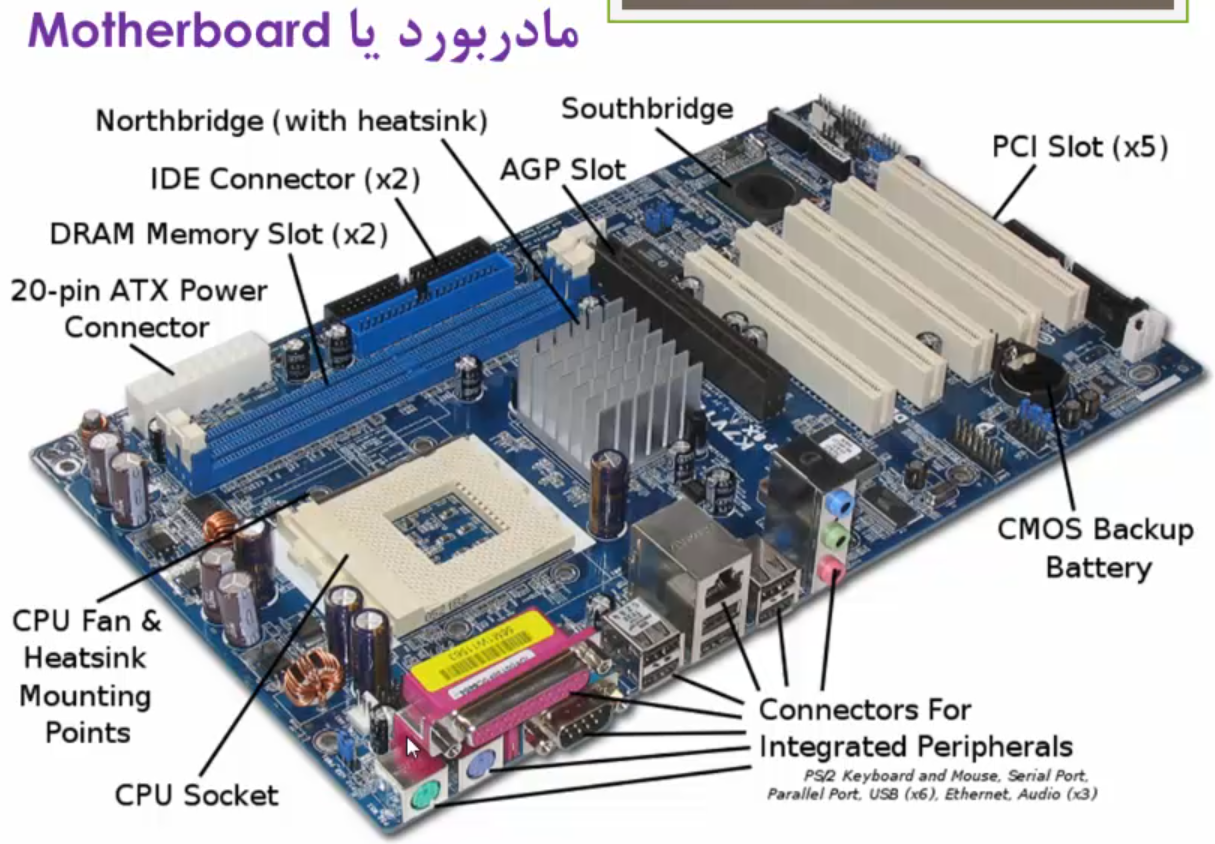 مادربورد یا Motherboard
Northbridge (with heatsink)
Southbridge
PCI Slot (x5)
IDE Connector (x2)
AGP Slot
DRAM Memory Slot (x2)
20-pin ATX Power
Connector
CMOS Backup
Battery
CPU Fan &
Heatsink
Mounting
Points
CPU Socket
Connectors For
Integrated Peripherals
PS/2 Keyboard and Mouse, Serial Port,
Parallel Port, USB (x6), Ethernet, Audio (x3)